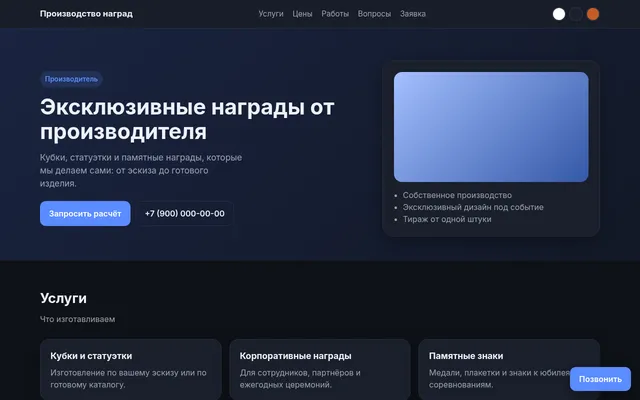 Производство наград
Услуги Цены Работы Вопросы Заявка
Производитель
Эксклюзивные награды от
производителя
Кубки, статуэтки и памятные награды, которые
мы делаем сами: от эскиза до готового
изделия.
Запросить расчёт
+7 (900) 000-00-00
Собственное производство
Эксклюзивный дизайн под событие
Тираж от одной штуки
Услуги
Что изготавливаем
Кубки и статуэтки
Изготовление по вашему эскизу или по
готовому каталогу.
Корпоративные награды
Для сотрудников, партнёров и
ежегодных церемоний.
Памятные знаки
Медали, плакетки и знаки к юбилея
соревнованиям.
Позвонить